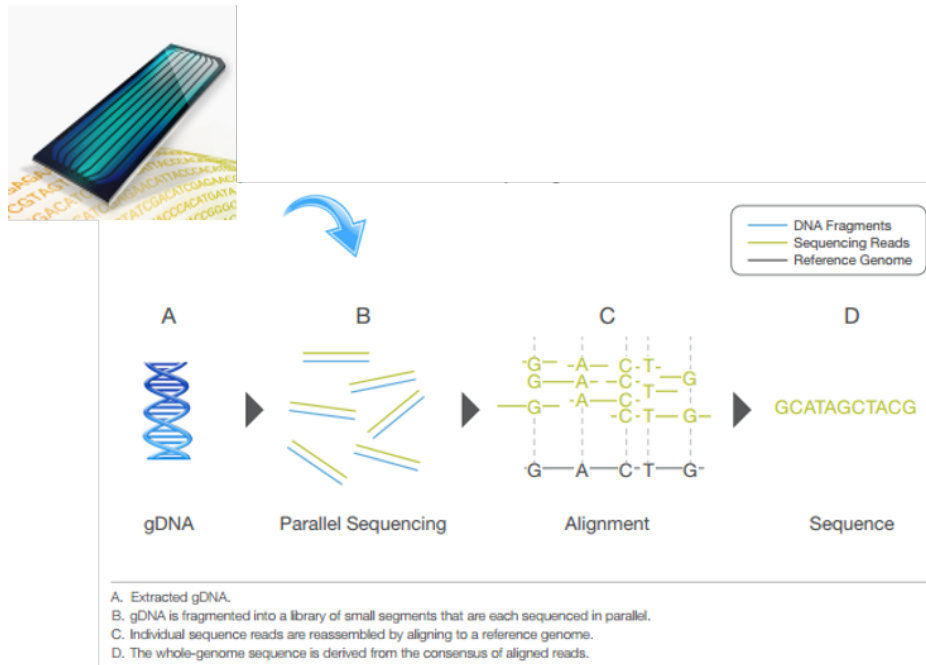 DNA Fragments
Sequencing Reads
Reference Genome
A
B
C
D
G A C T
G A C T G
G A C T G
G C T G
GCATAGCTACG
G A C T G
gDNA
Parallel Sequencing
Alignment
Sequence
A. Extracted gDNA.
B. gDNA is fragmented into a library of small segments that are each sequenced in parallel.
C. Individual sequence reads are reassembled by aligning to a reference genome.
D. The whole-genome sequence is derived from the consensus of aligned reads.